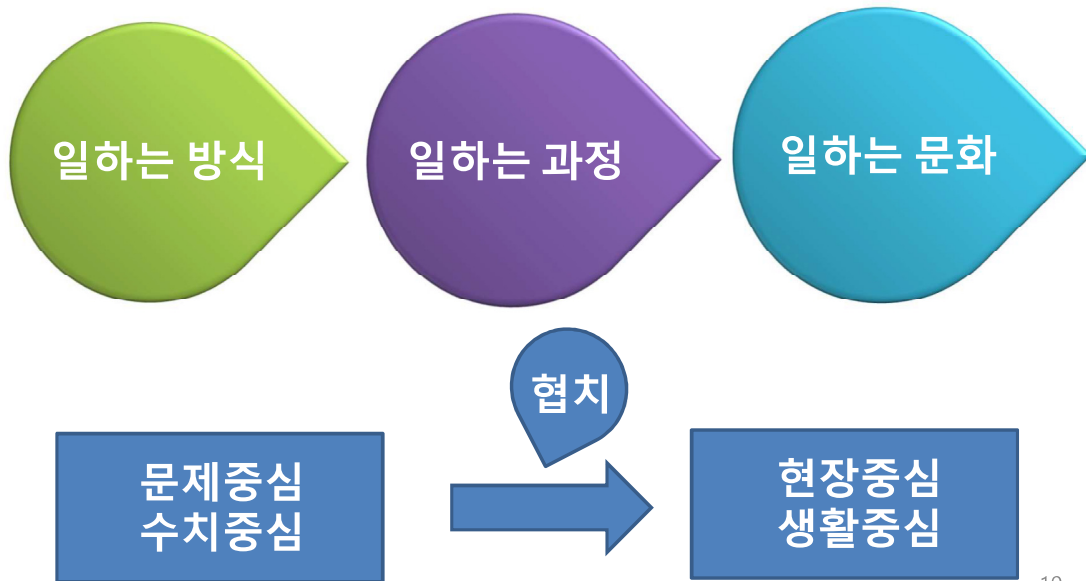 일하는 방식
일하는 과정
일하는 문화
협치
문제중심
수치중심
현장중심
생활중심